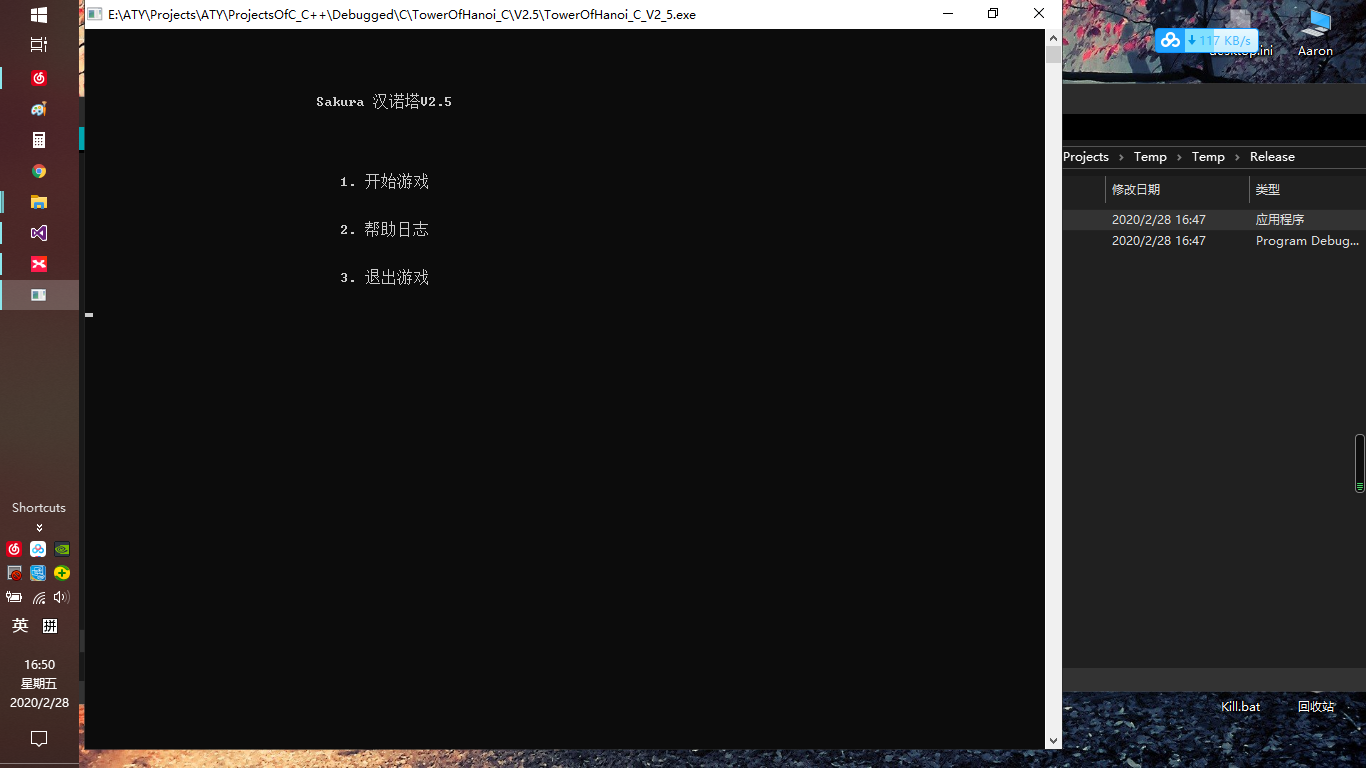 E:\ATY\Projects\ATY\ProjectsOfC_C++\Debugged\C\TowerOfHanoi_C\V2.5\TowerOfHanoi_C_V2_5.exe
Sakura 汉诺塔V2.5
1. 开始游戏
2. 帮助日志
3. 退出游戏
117 KB/s
desktop.ini
Aaron
Projects › Temp › Temp › Release
修改日期 类型
2020/2/28 16:47 应用程序
2020/2/28 16:47 Program Debug...
Kill.bat
回收站
Shortcuts
英 拼
16:50
星期五
2020/2/28